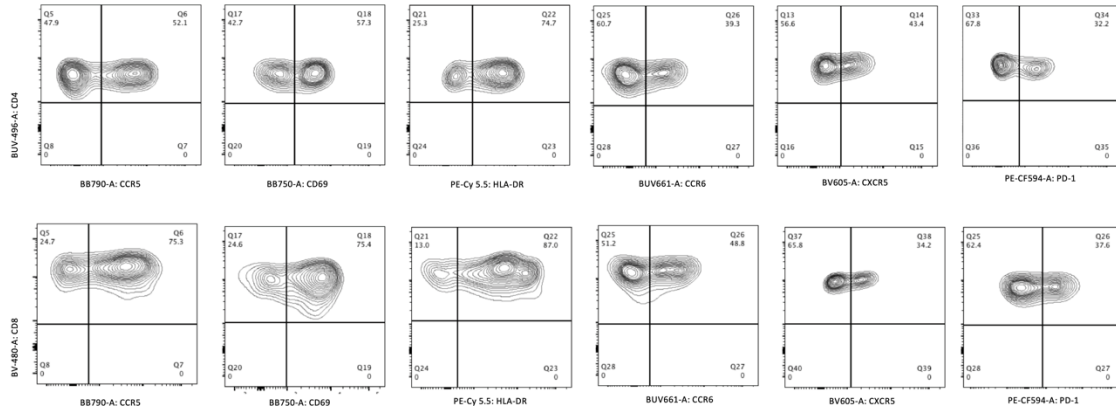 Q5 Q6 Q17 Q18 Q21 Q22 Q25 Q26 Q13 Q14 Q33 Q34
47.9 52.1 42.7 57.3 25.3 74.7 60.7 39.3 56.6 43.4 67.8 32.2
BUV-496-A: CD4
Q8 Q7 Q20 Q19 Q24 Q23 Q28 Q27 Q16 Q15 Q36 Q35
0 0 0 0 0 0 0 0 0 0 0 0
BB790-A: CCR5 BB750-A: CD69 PE-Cy 5.5: HLA-DR BUV661-A: CCR6 BV605-A: CXCR5 PE-CF594-A: PD-1
Q5 Q6 Q17 Q18 Q21 Q22 Q25 Q26 Q37 Q38 Q25 Q26
24.7 75.3 24.6 75.4 13.0 87.0 51.2 48.8 65.8 34.2 62.4 37.6
BV-480-A: CD8
Q8 Q7 Q20 Q19 Q24 Q23 Q28 Q27 Q40 Q39 Q28 Q27
0 0 0 0 0 0 0 0 0 0 0 0
BB790-A: CCR5 BB750-A: CD69 PE-Cy 5.5: HLA-DR BUV661-A: CCR6 BV605-A: CXCR5 PE-CF594-A: PD-1